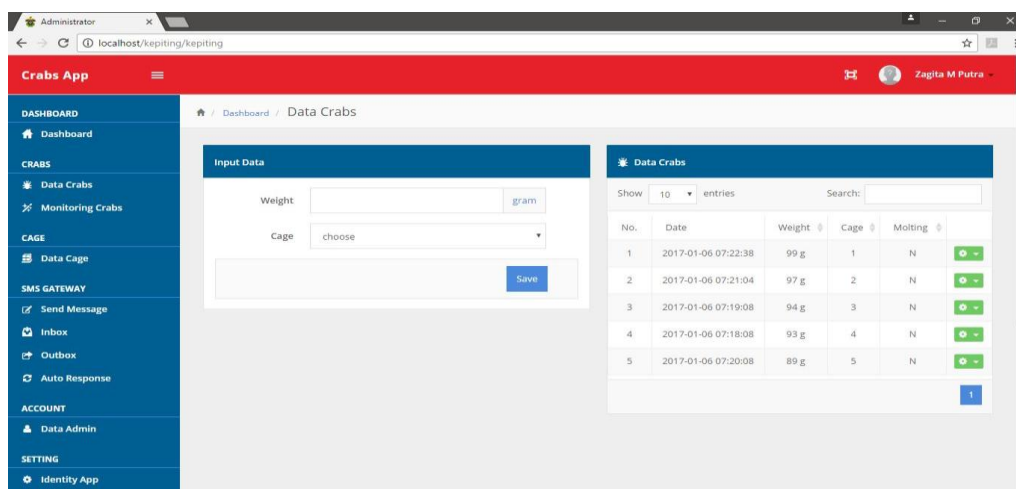 Administrator
localhost/kepiting/kepiting
Crabs App
Zagita M Putra
DASHBOARD
Dashboard
CRABS
Data Crabs
Monitoring Crabs
CAGE
Data Cage
SMS GATEWAY
Send Message
Inbox
Outbox
Auto Response
ACCOUNT
Data Admin
SETTING
Identity App
/ Dashboard / Data Crabs
Input Data
Weight gram
Cage choose
Save
Data Crabs
Show 10 entries Search:
No. Date Weight Cage Molting
1 2017-01-06 07:22:38 99 g 1 N
2 2017-01-06 07:21:04 97 g 2 N
3 2017-01-06 07:19:08 94 g 3 N
4 2017-01-06 07:18:08 93 g 4 N
5 2017-01-06 07:20:08 89 g 5 N
1